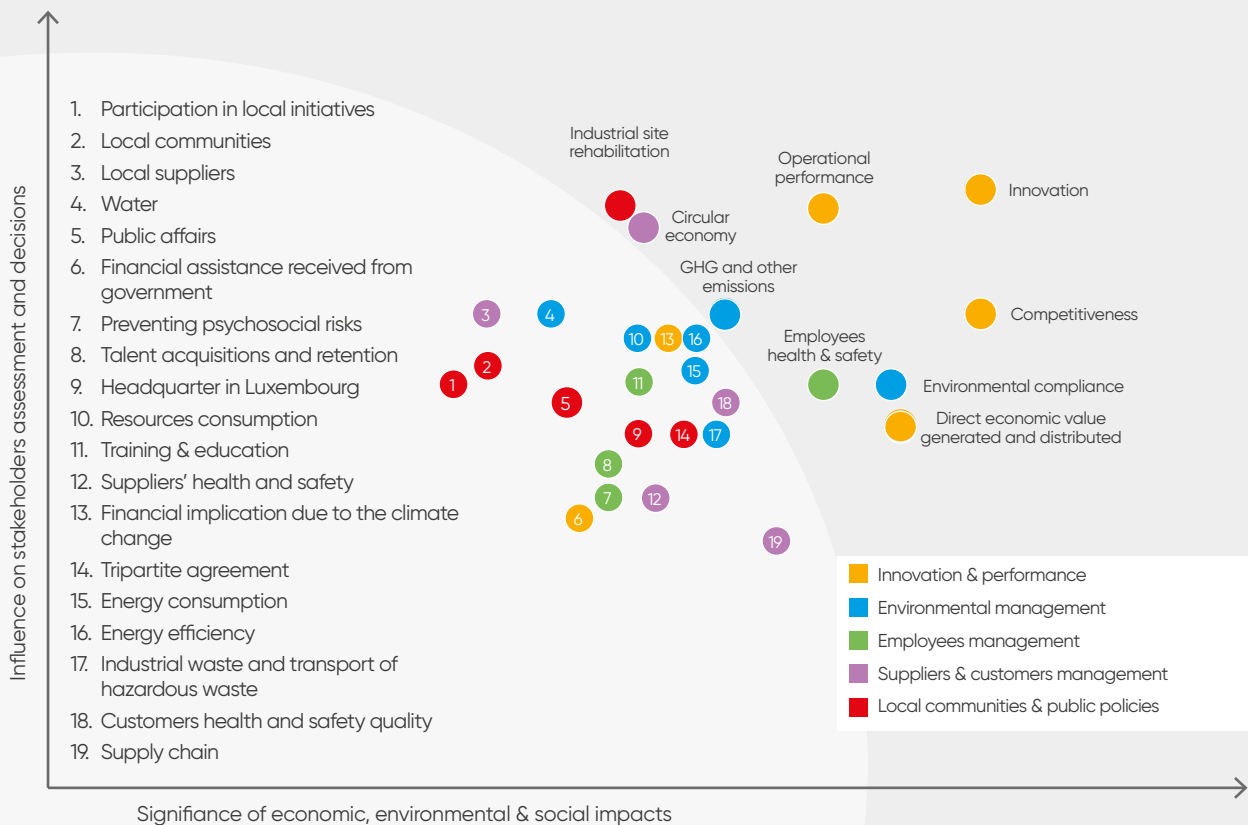 Influence on stakeholders assessment and decisions
1. Participation in local initiatives
2. Local communities
3. Local suppliers
4. Water
5. Public affairs
6. Financial assistance received from
government
7. Preventing psychosocial risks
8. Talent acquisitions and retention
9. Headquarter in Luxembourg
10. Resources consumption
11. Training & education
12. Suppliers’ health and safety
13. Financial implication due to the climate
change
14. Tripartite agreement
15. Energy consumption
16. Energy efficiency
17. Industrial waste and transport of
hazardous waste
18. Customers health and safety quality
19. Supply chain
Industrial site
rehabilitation
Circular
economy
Operational
performance
Innovation
GHG and other
emissions
Competitiveness
Employees
health & safety
Environmental compliance
Direct economic value
generated and distributed
3
4
10
13
16
2
15
1
11
5
18
9
14
17
8
7
12
6
19
Innovation & performance
Environmental management
Employees management
Suppliers & customers management
Local communities & public policies
Signifiance of economic, environmental & social impacts